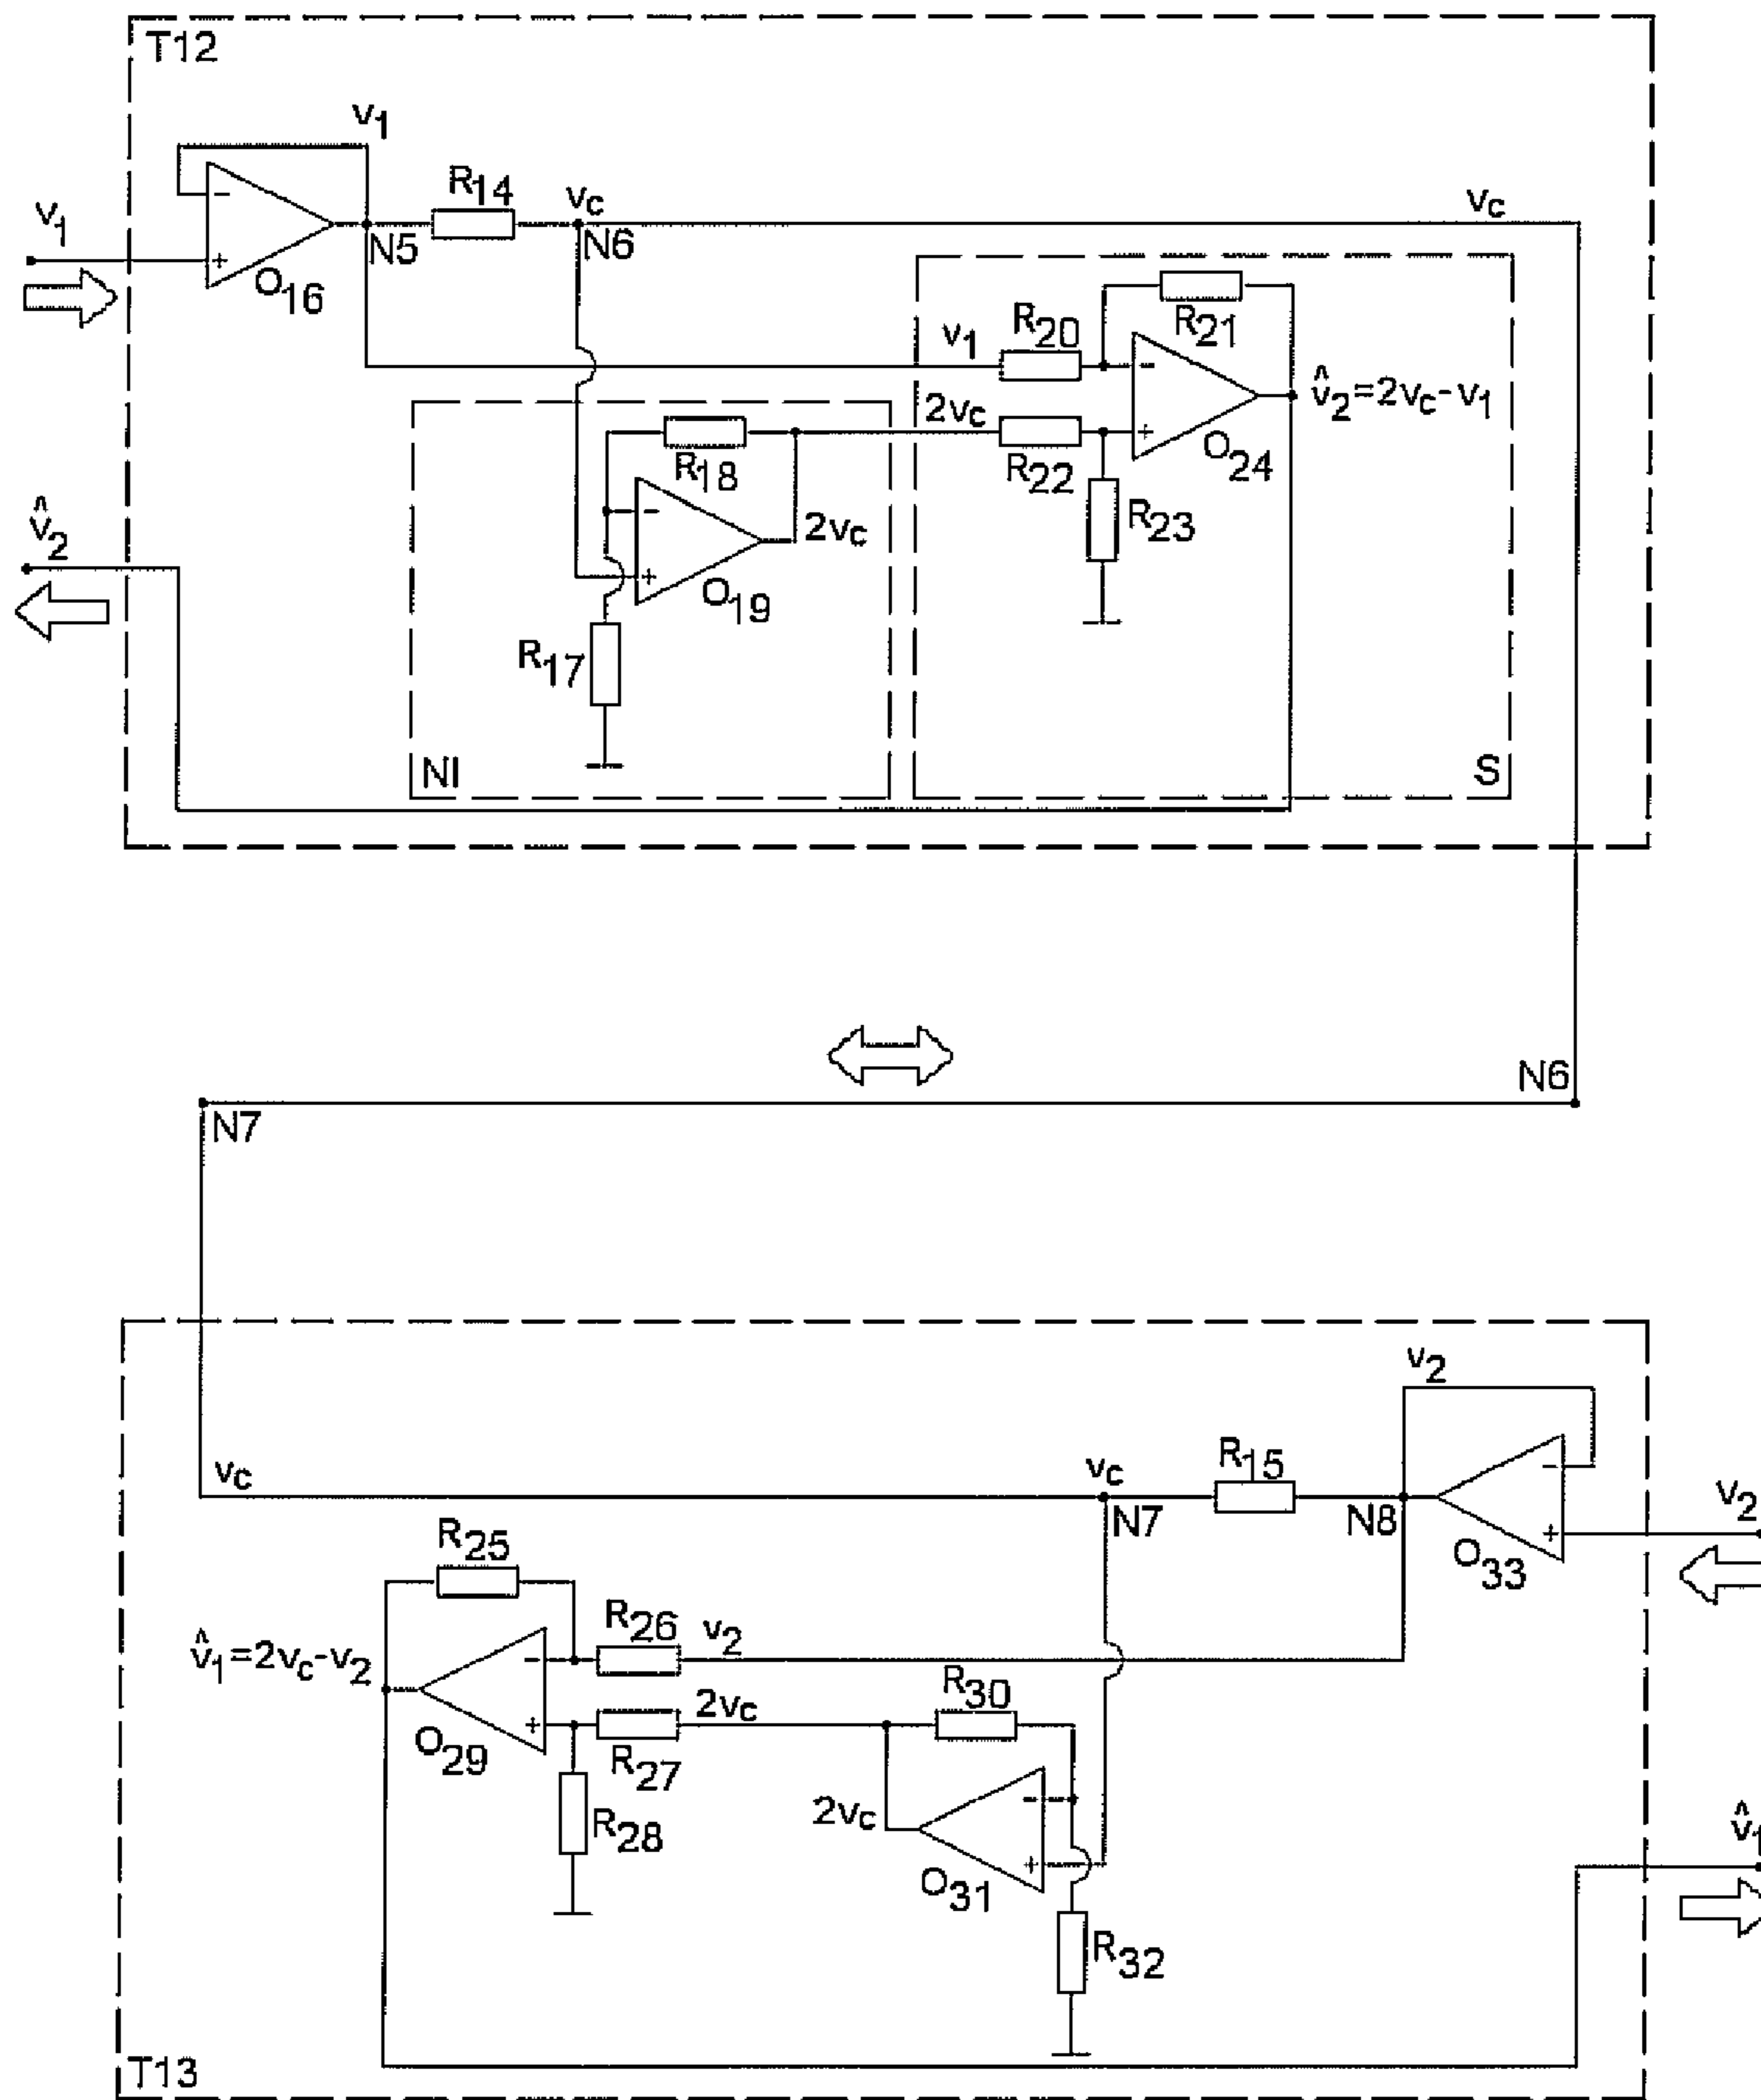 T12
v1
R14
vc
vc
v1
N5
N6
- +
O16
R21
R20
v1
-
+
v̂2=2vc-v1
2vc
R22
O24
R18
R23
v̂2
-
+
2vc
O19
R17
NI
S
N6
N7
v2
vc
vc
R15
N7
N8
-
+
v2
O33
R25
R26
v2
v̂1=2vc-v2
-
+
2vc
R30
O29
R27
R28
2vc
-
+
O31
v̂1
R32
T13